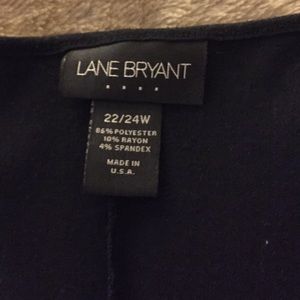 LANE BRYANT
22/24W
86% POLYESTER
10% RAYON
4% SPANDEX
MADE IN
U.S.A.